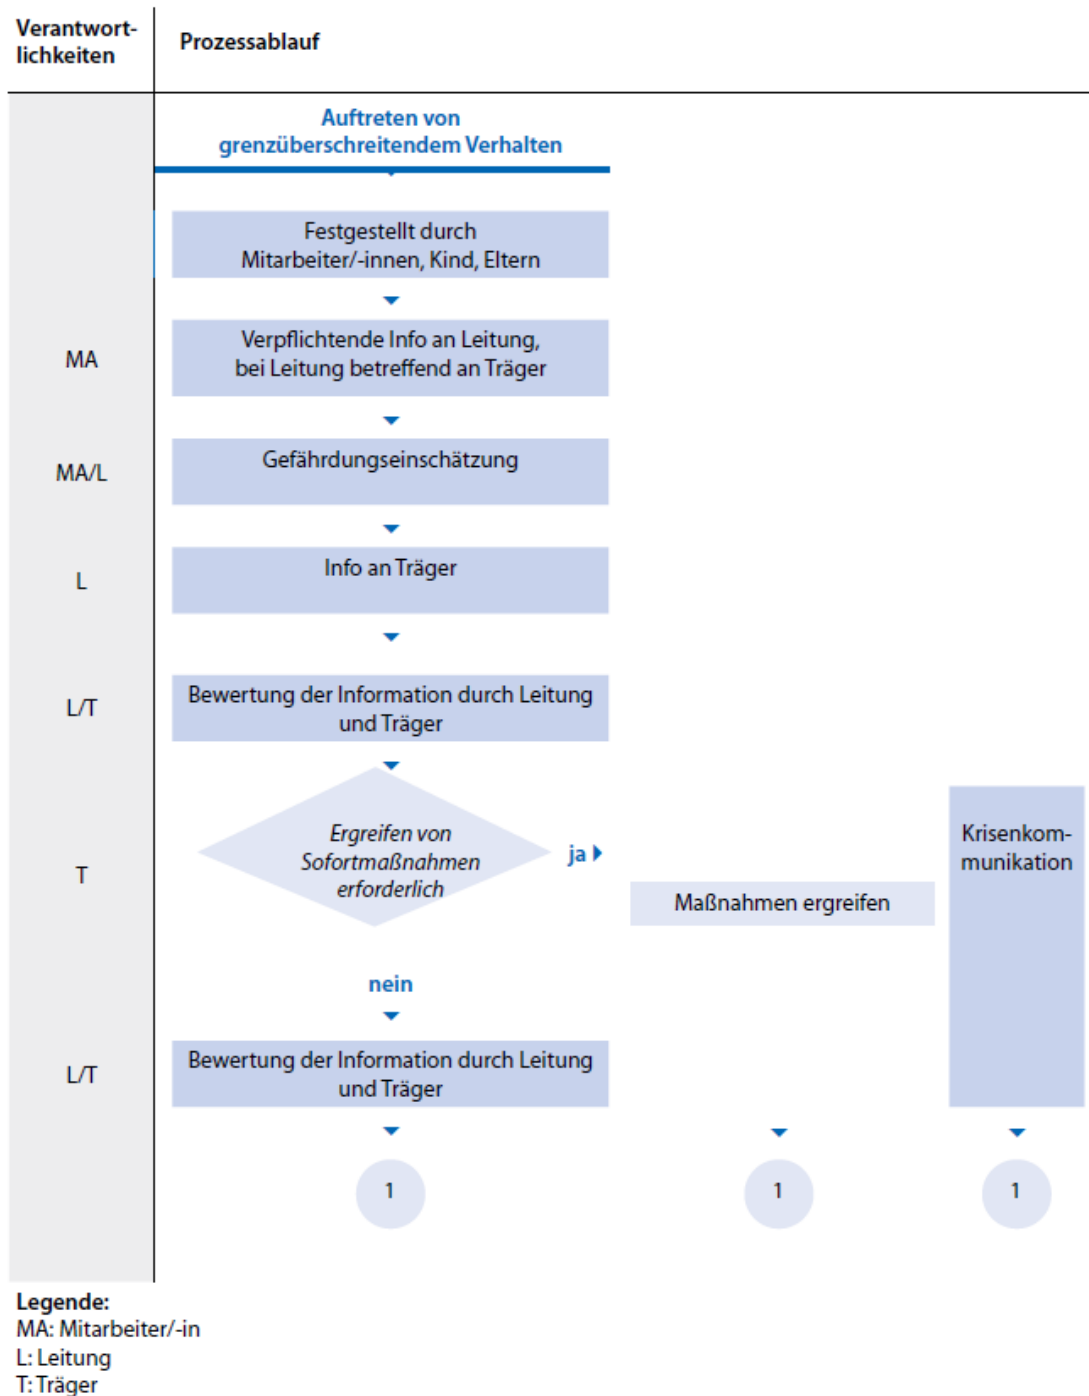 Verantwort-
lichkeiten
Prozessablauf
Auftreten von
grenzüberschreitendem Verhalten
Festgestellt durch
Mitarbeiter/-innen, Kind, Eltern
MA
Verpflichtende Info an Leitung,
bei Leitung betreffend an Träger
MA/L
Gefährdungseinschätzung
L
Info an Träger
L/T
Bewertung der Information durch Leitung
und Träger
T
Ergreifen von
Sofortmaßnahmen
erforderlich
ja
Maßnahmen ergreifen
Krisenkom-
munikation
nein
L/T
Bewertung der Information durch Leitung
und Träger
1
1
1
Legende:
MA: Mitarbeiter/-in
L: Leitung
T: Träger